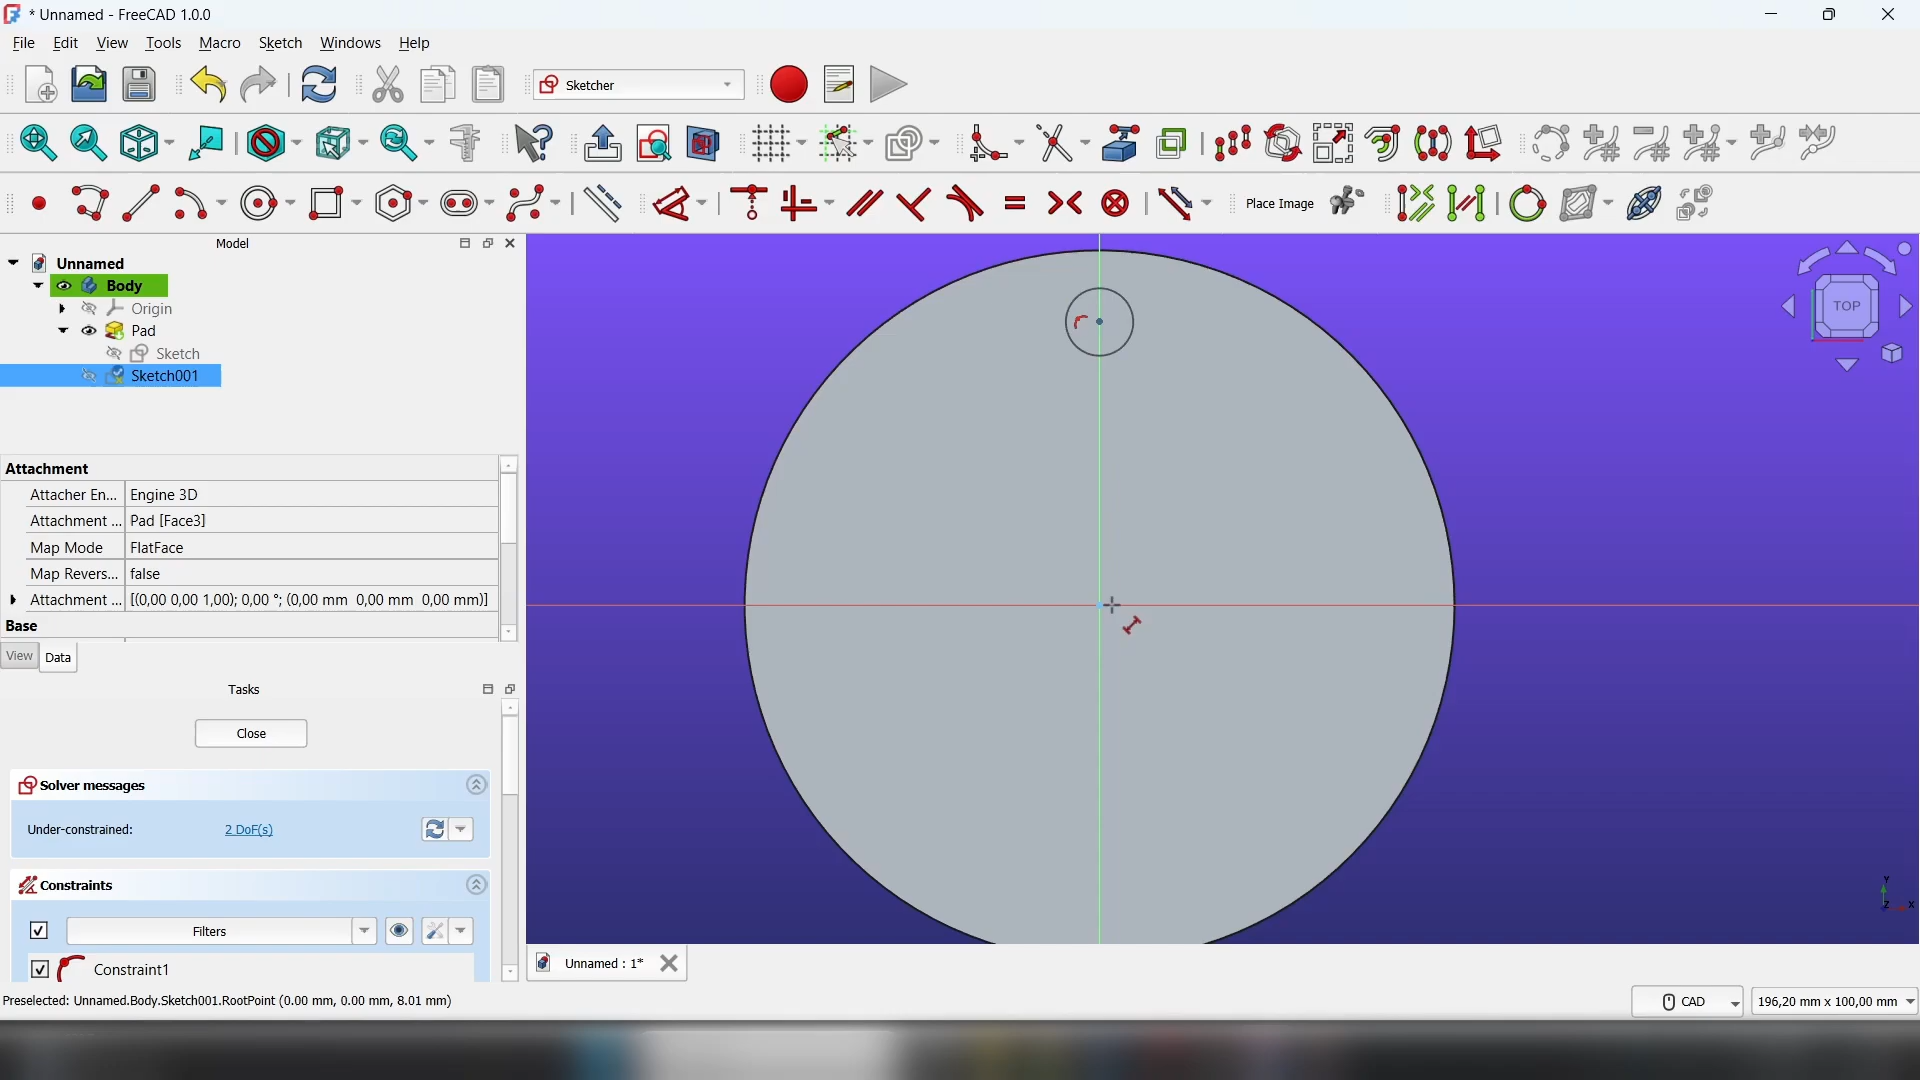 * Unnamed - FreeCAD 1.0.0
File Edit View Tools Macro Sketch Windows Help
Sketcher
Place Image
Model
Unnamed
Body
Origin
Pad
Sketch
Sketch001
TOP
Attachment
Attacher En... Engine 3D
Attachment ... Pad [Face3]
Map Mode FlatFace
Map Revers... false
Attachment ... [(0,00 0,00 1,00); 0,00 °; (0,00 mm 0,00 mm 0,00 mm)]
Base
View Data
Tasks
Close
Solver messages
Under-constrained: 2 DoF(s)
Constraints
Filters
Constraint1
Y
Z X
Unnamed : 1*
Preselected: Unnamed.Body.Sketch001.RootPoint (0.00 mm, 0.00 mm, 8.01 mm)
CAD
196,20 mm x 100,00 mm